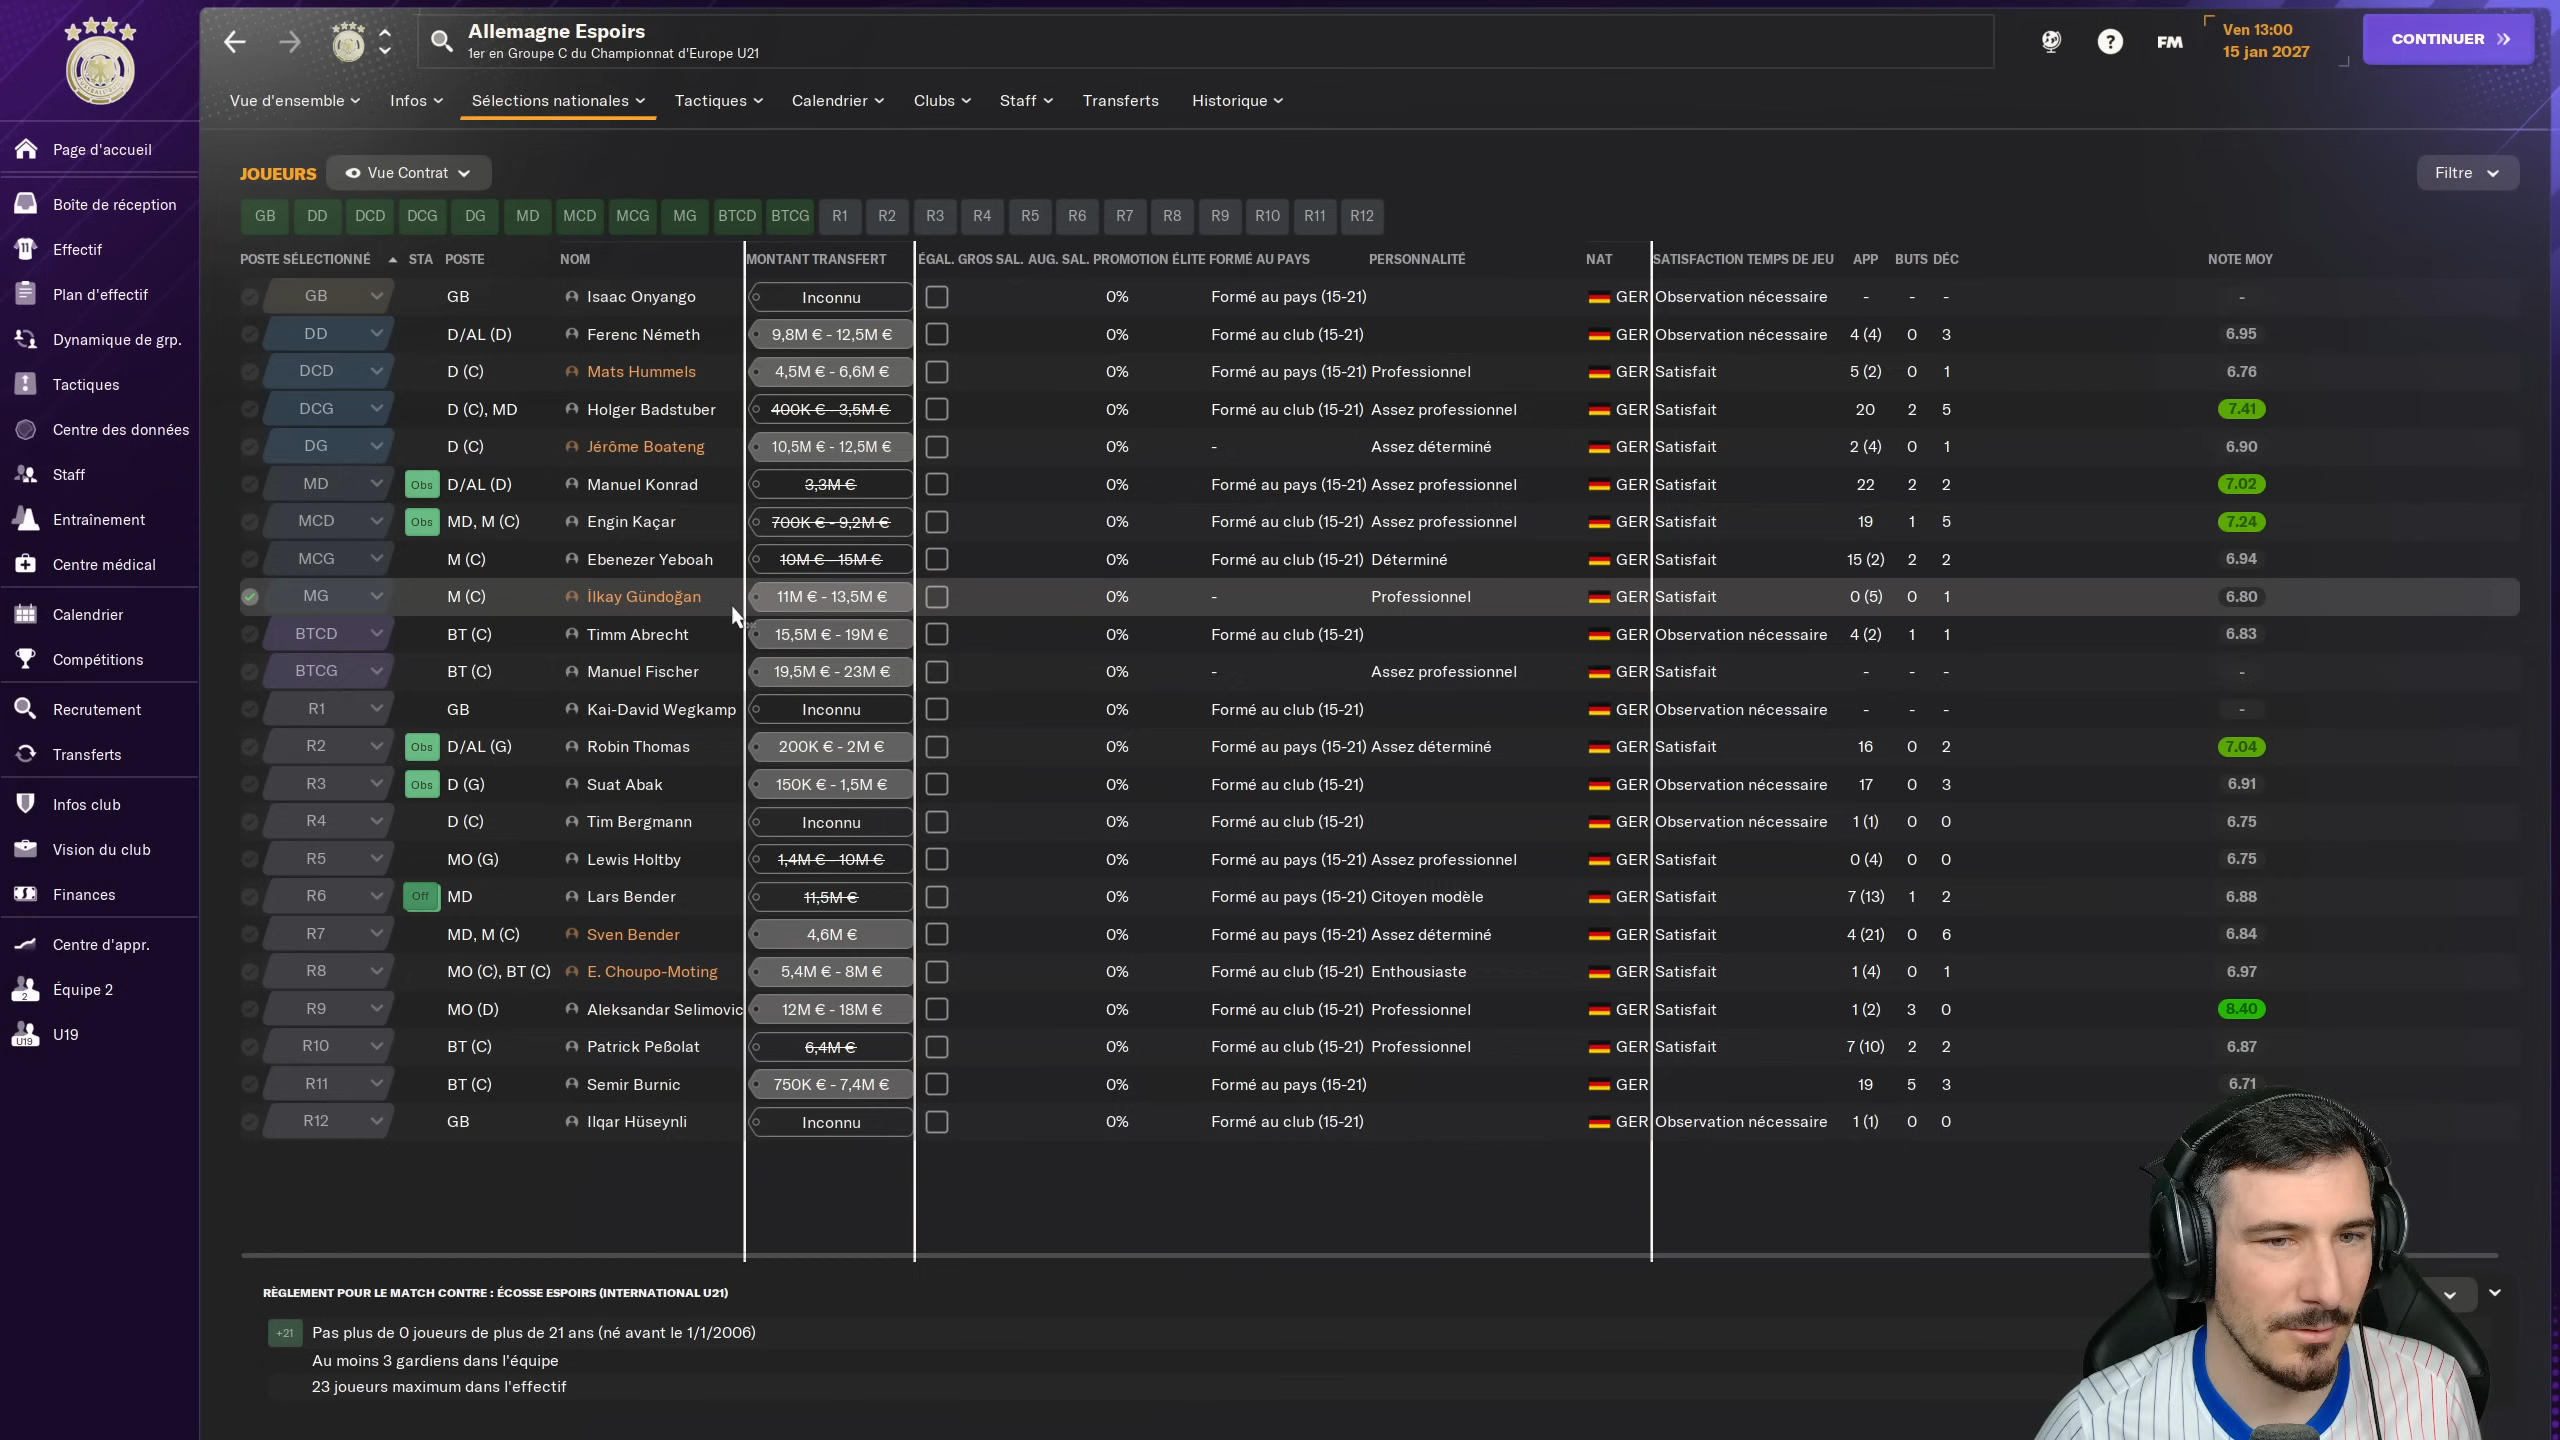 Allemagne Espoirs
1er en Groupe C du Championnat d'Europe U21
FM
Ven 13:00
15 jan 2027
CONTINUER
Vue d'ensemble Infos Sélections nationales Tactiques Calendrier Clubs Staff Transferts Historique
Page d'accueil
Boîte de réception
Effectif
Plan d'effectif
Dynamique de grp.
Tactiques
Centre des données
Staff
Entraînement
Centre médical
Calendrier
Compétitions
Recrutement
Transferts
Infos club
Vision du club
Finances
Centre d'appr.
2 Équipe 2
U19 U19
JOUEURS Vue Contrat Filtre
GB DD DCD DCG DG MD MCD MCG MG BTCD BTCG R1 R2 R3 R4 R5 R6 R7 R8 R9 R10 R11 R12
POSTE SÉLECTIONNÉ STA POSTE NOM MONTANT TRANSFERT ÉGAL. GROS SAL. AUG. SAL. PROMOTION ÉLITE FORMÉ AU PAYS PERSONNALITÉ NAT SATISFACTION TEMPS DE JEU APP BUTS DÉC NOTE MOY
GB GB Isaac Onyango Inconnu 0% Formé au pays (15-21) GER Observation nécessaire - - - -
DD D/AL (D) Ferenc Németh 9,8M € - 12,5M € 0% Formé au club (15-21) GER Observation nécessaire 4 (4) 0 3 6.95
DCD D (C) Mats Hummels 4,5M € - 6,6M € 0% Formé au pays (15-21) Professionnel GER Satisfait 5 (2) 0 1 6.76
DCG D (C), MD Holger Badstuber 400K € - 3,5M € 0% Formé au club (15-21) Assez professionnel GER Satisfait 20 2 5 7.41
DG D (C) Jérôme Boateng 10,5M € - 12,5M € 0% - Assez déterminé GER Satisfait 2 (4) 0 1 6.90
MD Obs D/AL (D) Manuel Konrad 3,3M € 0% Formé au pays (15-21) Assez professionnel GER Satisfait 22 2 2 7.02
MCD Obs MD, M (C) Engin Kaçar 700K € - 9,2M € 0% Formé au club (15-21) Assez professionnel GER Satisfait 19 1 5 7.24
MCG M (C) Ebenezer Yeboah 10M € - 15M € 0% Formé au club (15-21) Déterminé GER Satisfait 15 (2) 2 2 6.94
MG M (C) İlkay Gündoğan 11M € - 13,5M € 0% - Professionnel GER Satisfait 0 (5) 0 1 6.80
BTCD BT (C) Timm Abrecht 15,5M € - 19M € 0% Formé au club (15-21) GER Observation nécessaire 4 (2) 1 1 6.83
BTCG BT (C) Manuel Fischer 19,5M € - 23M € 0% - Assez professionnel GER Satisfait - - - -
R1 GB Kai-David Wegkamp Inconnu 0% Formé au club (15-21) GER Observation nécessaire - - - -
R2 Obs D/AL (G) Robin Thomas 200K € - 2M € 0% Formé au pays (15-21) Assez déterminé GER Satisfait 16 0 2 7.04
R3 Obs D (G) Suat Abak 150K € - 1,5M € 0% Formé au club (15-21) GER Observation nécessaire 17 0 3 6.91
R4 D (C) Tim Bergmann Inconnu 0% Formé au club (15-21) GER Observation nécessaire 1 (1) 0 0 6.75
R5 MO (G) Lewis Holtby 1,4M € - 10M € 0% Formé au pays (15-21) Assez professionnel GER Satisfait 0 (4) 0 0 6.75
R6 Off MD Lars Bender 11,5M € 0% Formé au pays (15-21) Citoyen modèle GER Satisfait 7 (13) 1 2 6.88
R7 MD, M (C) Sven Bender 4,6M € 0% Formé au pays (15-21) Assez déterminé GER Satisfait 4 (21) 0 6 6.84
R8 MO (C), BT (C) E. Choupo-Moting 5,4M € - 8M € 0% Formé au club (15-21) Enthousiaste GER Satisfait 1 (4) 0 1 6.97
R9 MO (D) Aleksandar Selimovic 12M € - 18M € 0% Formé au club (15-21) Professionnel GER Satisfait 1 (2) 3 0 8.40
R10 BT (C) Patrick Peßolat 6,4M € 0% Formé au club (15-21) Professionnel GER Satisfait 7 (10) 2 2 6.87
R11 BT (C) Semir Burnic 750K € - 7,4M € 0% Formé au pays (15-21) GER 19 5 3 6.71
R12 GB Ilqar Hüseynli Inconnu 0% Formé au club (15-21) GER Observation nécessaire 1 (1) 0 0
RÈGLEMENT POUR LE MATCH CONTRE : ÉCOSSE ESPOIRS (INTERNATIONAL U21)
+21 Pas plus de 0 joueurs de plus de 21 ans (né avant le 1/1/2006)
Au moins 3 gardiens dans l'équipe
23 joueurs maximum dans l'effectif